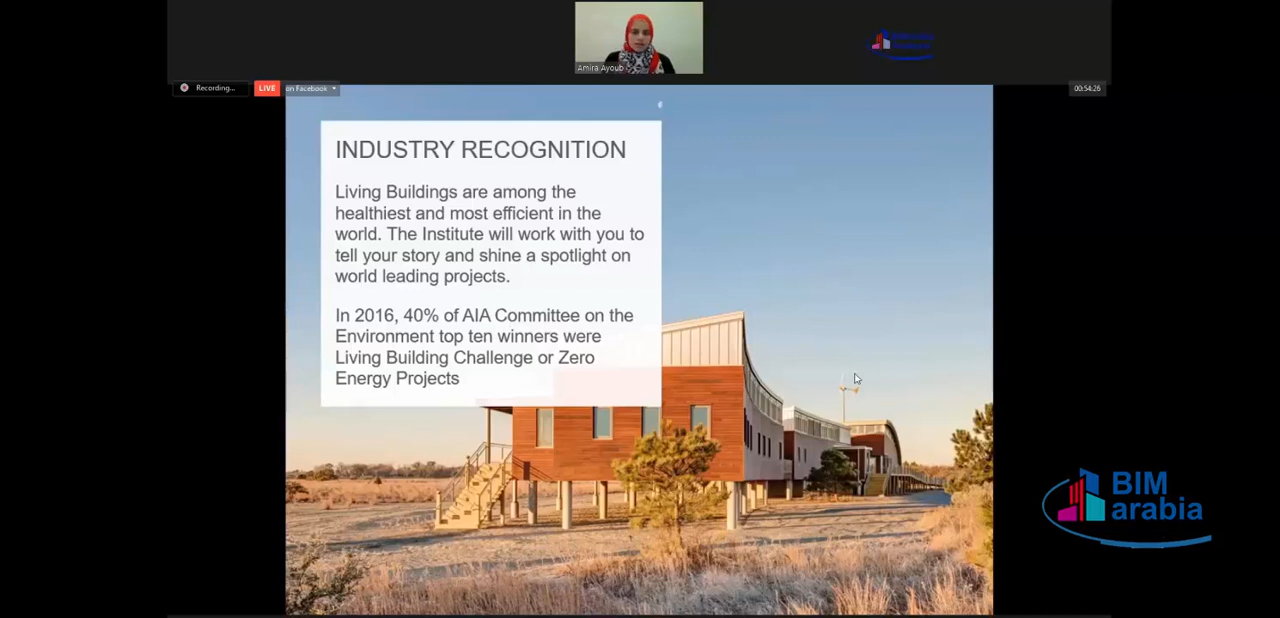 Amira Ayoub
Recording...
LIVE
on Facebook
00:54:26
INDUSTRY RECOGNITION
Living Buildings are among the
healthiest and most efficient in the
world. The Institute will work with you to
tell your story and shine a spotlight on
world leading projects.
In 2016, 40% of AIA Committee on the
Environment top ten winners were
Living Building Challenge or Zero
Energy Projects
BIM
arabia